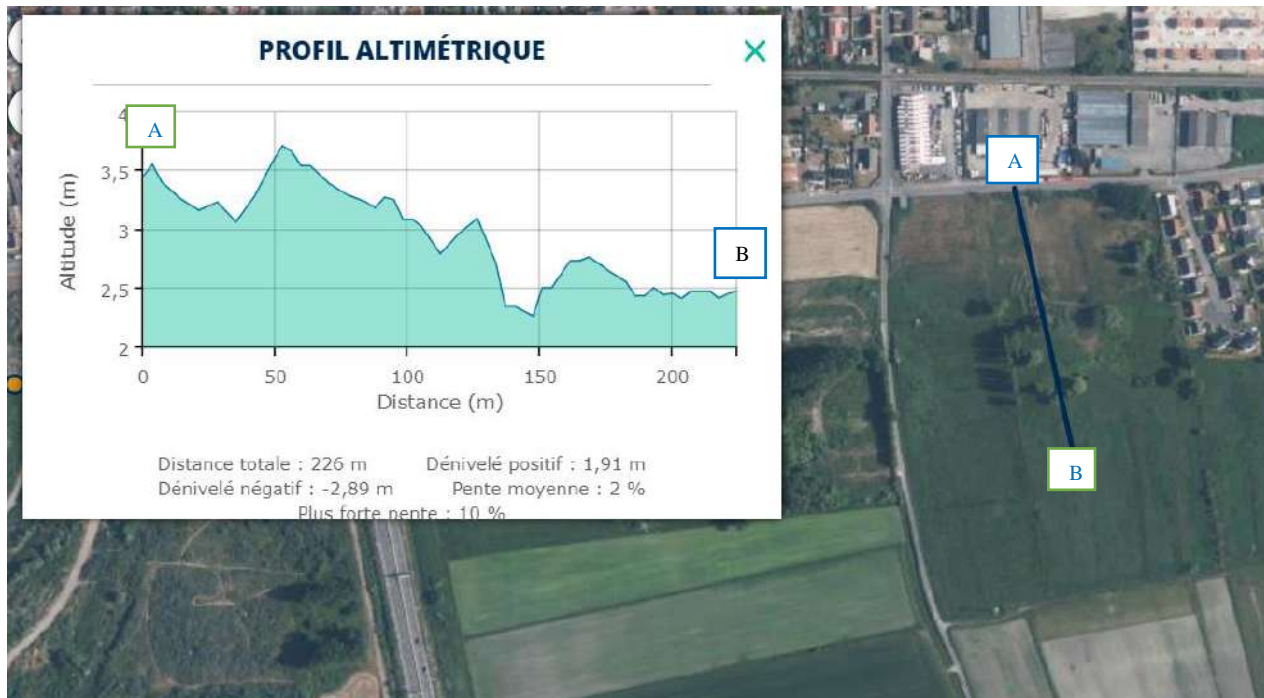 PROFIL ALTIMÉTRIQUE
4
A
3,5
3
2,5
2
Altitude (m)
B
0 50 100 150 200
Distance (m)
Distance totale : 226 m Dénivelé positif : 1,91 m
Dénivelé négatif : -2,89 m Pente moyenne : 2 %
Plus forte pente : 10 %
A
B